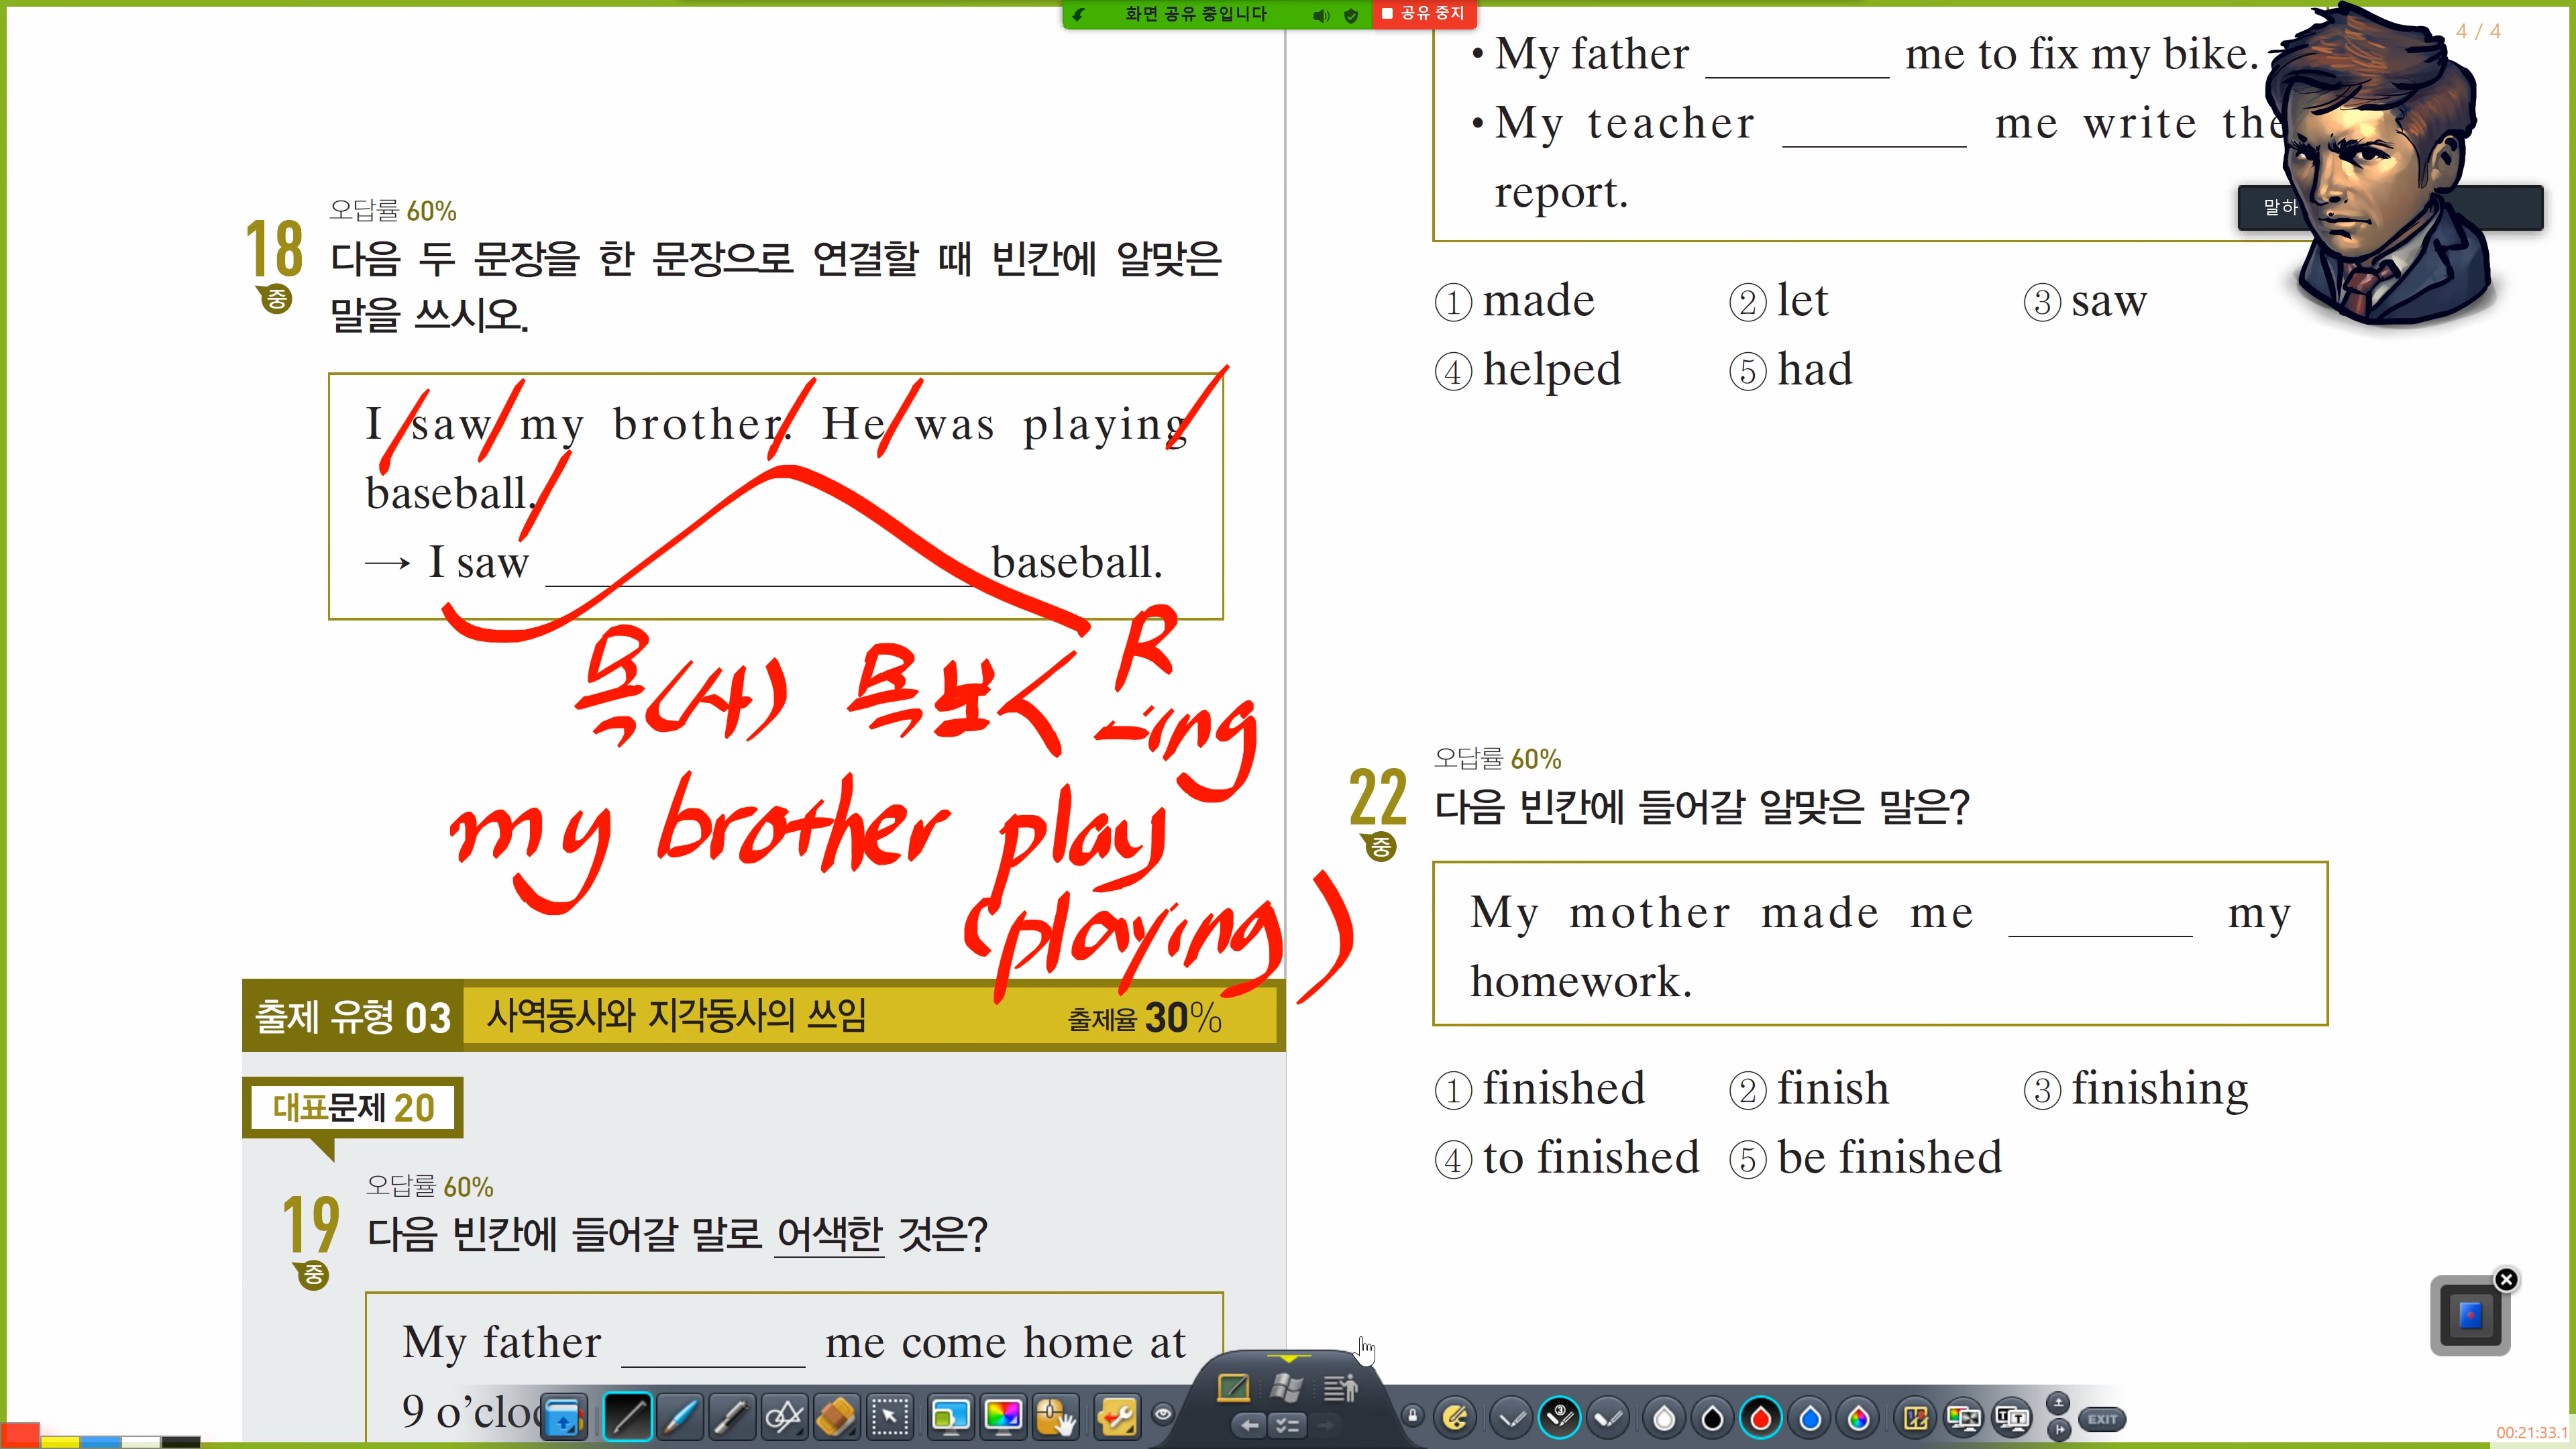 화면 공유 중입니다
공유 중지
4 / 4
오답률 60%
18
중
다음 두 문장을 한 문장으로 연결할 때 빈칸에 알맞은
말을 쓰시오.
I saw my brother. He was playing
baseball.
→ I saw ____________ baseball.
목(사) 목보 < R
-ing
my brother play
(playing)
출제 유형 03 사역동사와 지각동사의 쓰임 출제율 30%
대표문제 20
오답률 60%
19
중
다음 빈칸에 들어갈 말로 어색한 것은?
My father ________ me come home at
9
• My father ________ me to fix my bike.
• My teacher ________ me write the
report.
말하
① made ② let ③ saw
④ helped ⑤ had
오답률 60%
22
중
다음 빈칸에 들어갈 알맞은 말은?
My mother made me ________ my
homework.
① finished ② finish ③ finishing
④ to finished ⑤ be finished
EXIT
00:21:33.1